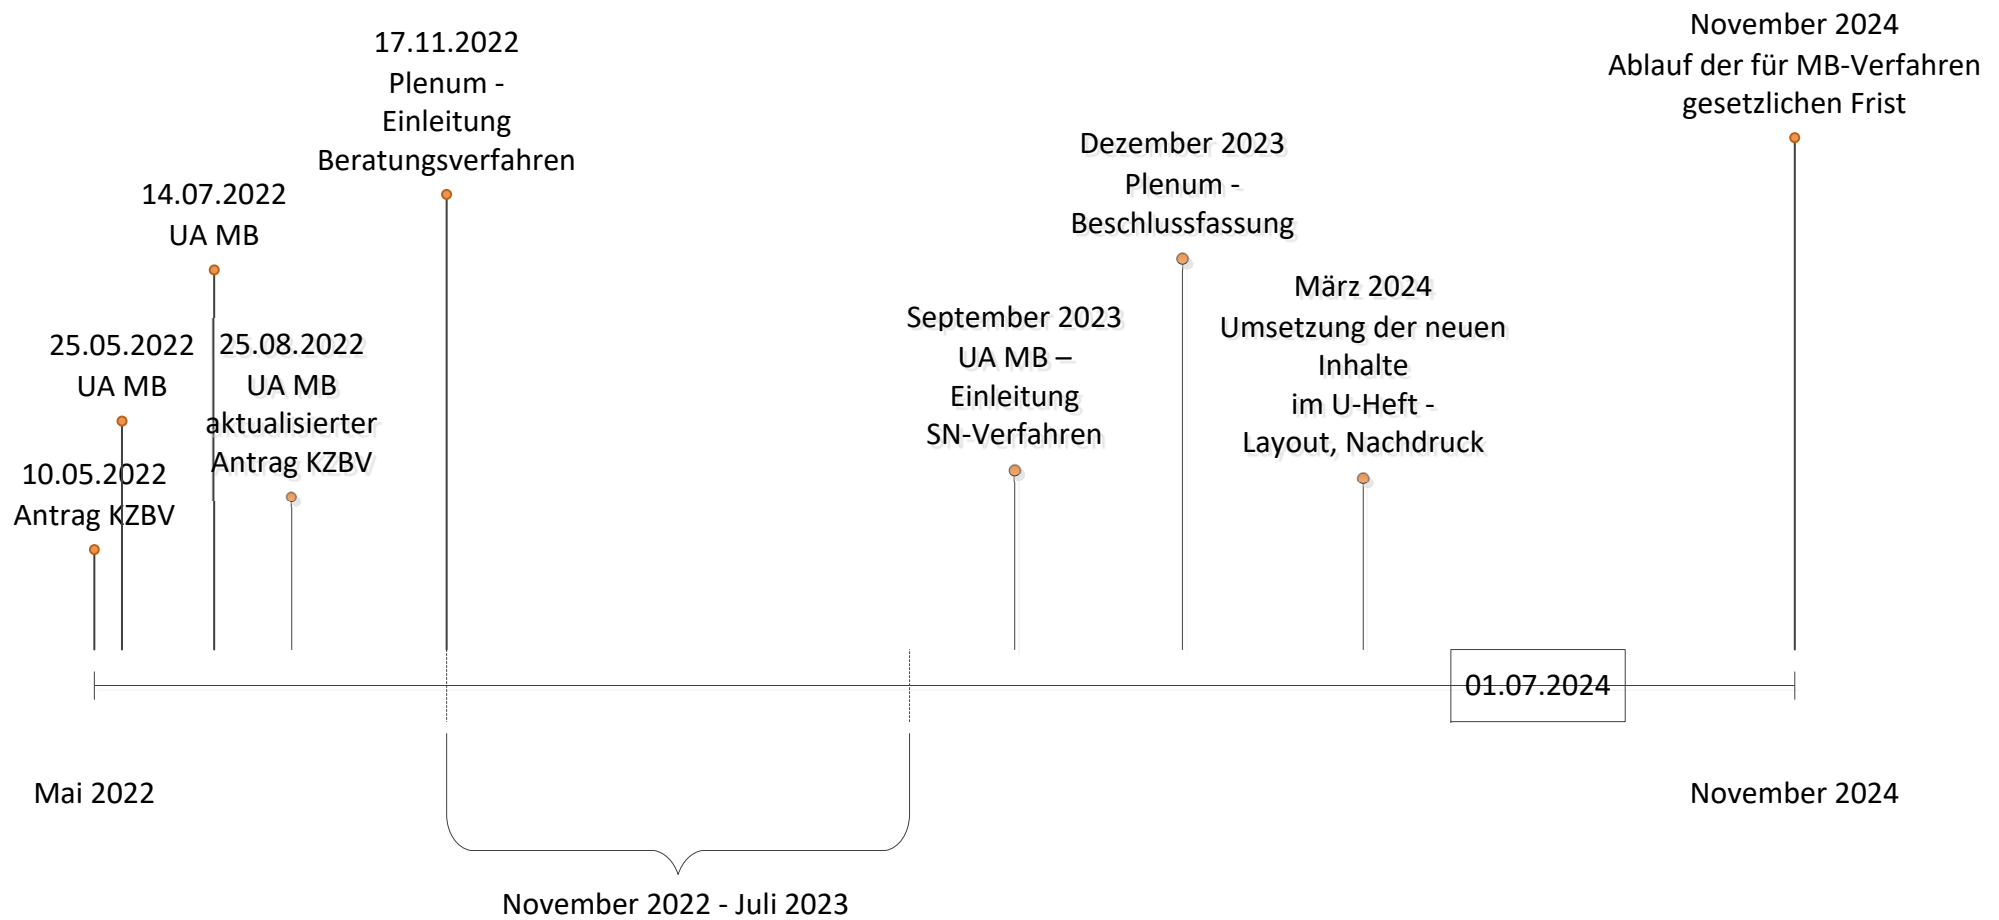 10.05.2022
Antrag KZBV
25.05.2022
UA MB
14.07.2022
UA MB
25.08.2022
UA MB
aktualisierter
Antrag KZBV
17.11.2022
Plenum -
Einleitung
Beratungsverfahren
September 2023
UA MB –
Einleitung
SN-Verfahren
Dezember 2023
Plenum -
Beschlussfassung
März 2024
Umsetzung der neuen
Inhalte
im U-Heft -
Layout, Nachdruck
November 2024
Ablauf der für MB-Verfahren
gesetzlichen Frist
01.07.2024
Mai 2022
November 2024
November 2022 - Juli 2023